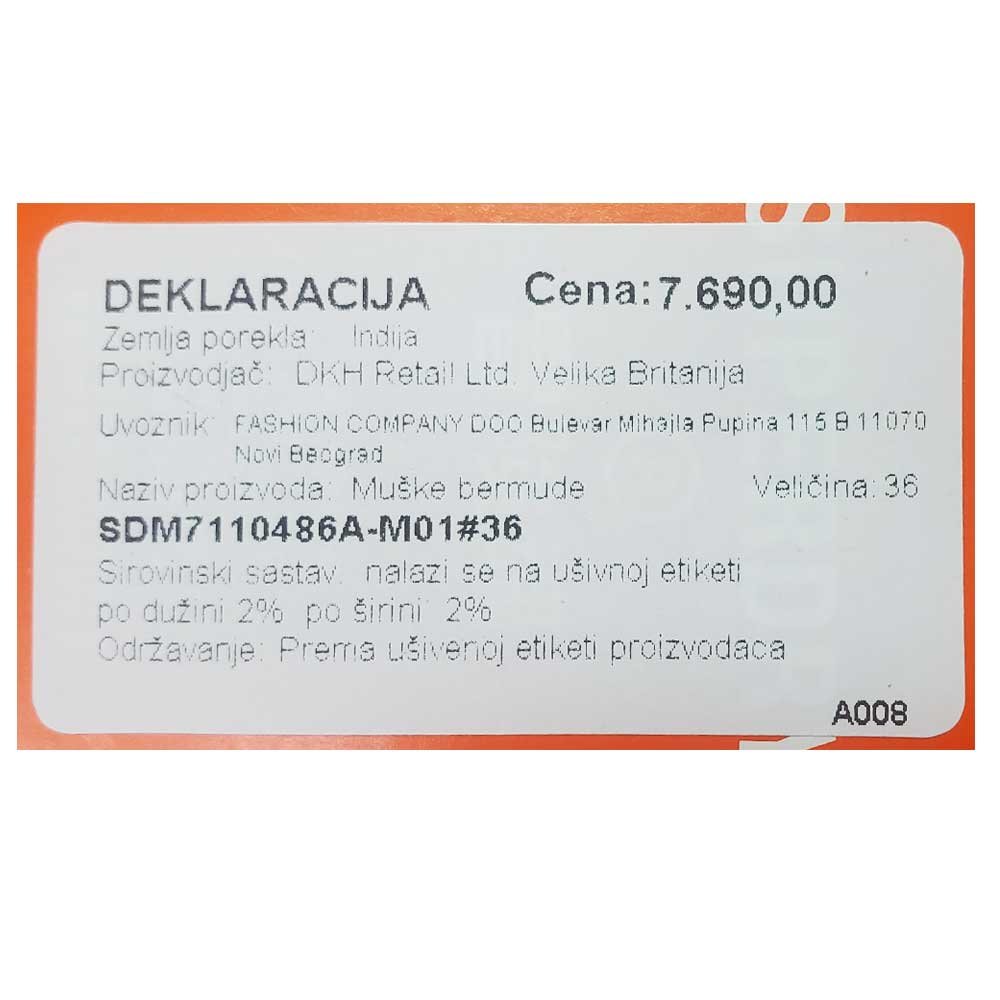 DEKLARACIJA Cena: 7.690,00
Zemlja porekla: Indija
Proizvodjač: DKH Retail Ltd. Velika Britanija
Uvoznik: FASHION COMPANY DOO Bulevar Mihajla Pupina 115 B 11070
Novi Beograd
Naziv proizvoda: Muške bermude Veličina: 36
SDM7110486A-M01#36
Sirovinski sastav: nalazi se na ušivnoj etiketi
po dužini 2% po širini 2%
Održavanje: Prema ušivenoj etiketi proizvodaca
A008